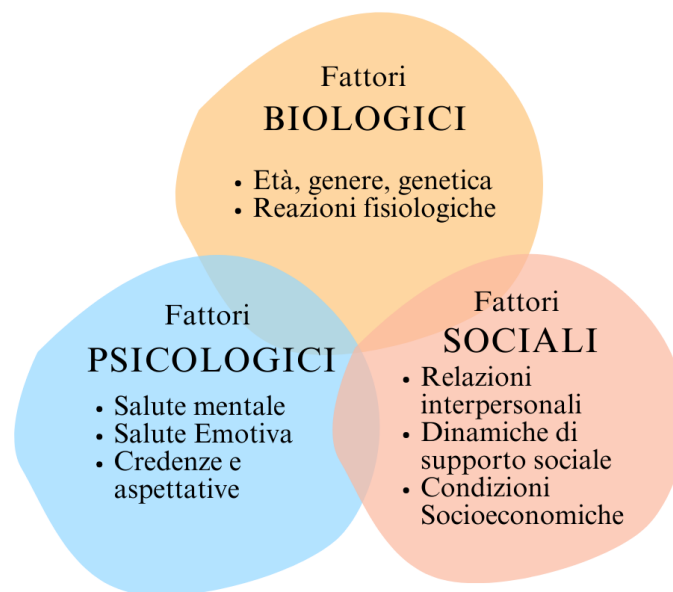 Fattori
BIOLOGICI
• Età, genere, genetica
• Reazioni fisiologiche
Fattori
PSICOLOGICI
• Salute mentale
• Salute Emotiva
• Credenze e
aspettative
Fattori
SOCIALI
• Relazioni
interpersonali
• Dinamiche di
supporto sociale
• Condizioni
Socioeconomiche